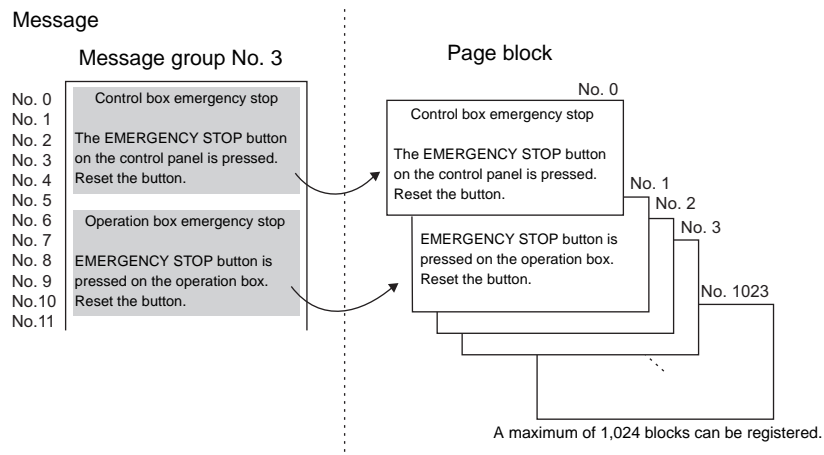 Message
Message group No. 3
No. 0
No. 1
No. 2
No. 3
No. 4
No. 5
No. 6
No. 7
No. 8
No. 9
No.10
No.11
Control box emergency stop
The EMERGENCY STOP button
on the control panel is pressed.
Reset the button.
Operation box emergency stop
EMERGENCY STOP button is
pressed on the operation box.
Reset the button.
Page block
No. 0
Control box emergency stop
The EMERGENCY STOP button
on the control panel is pressed.
Reset the button.
No. 1
No. 2
No. 3
EMERGENCY STOP button is
pressed on the operation box.
Reset the button.
No. 1023
A maximum of 1,024 blocks can be registered.